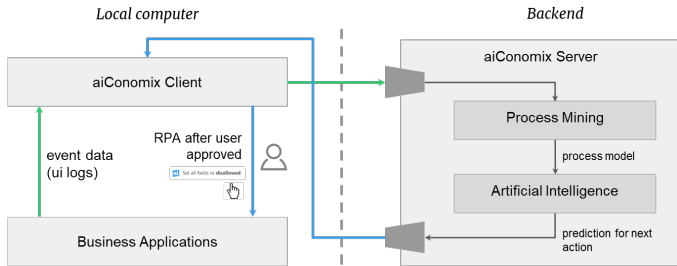 Local computer
Backend
aiConomix Client
aiConomix Server
Process Mining
process model
Artificial Intelligence
prediction for next
action
event data
(ui logs)
RPA after user
approved
Set all fields to disallowed
Business Applications